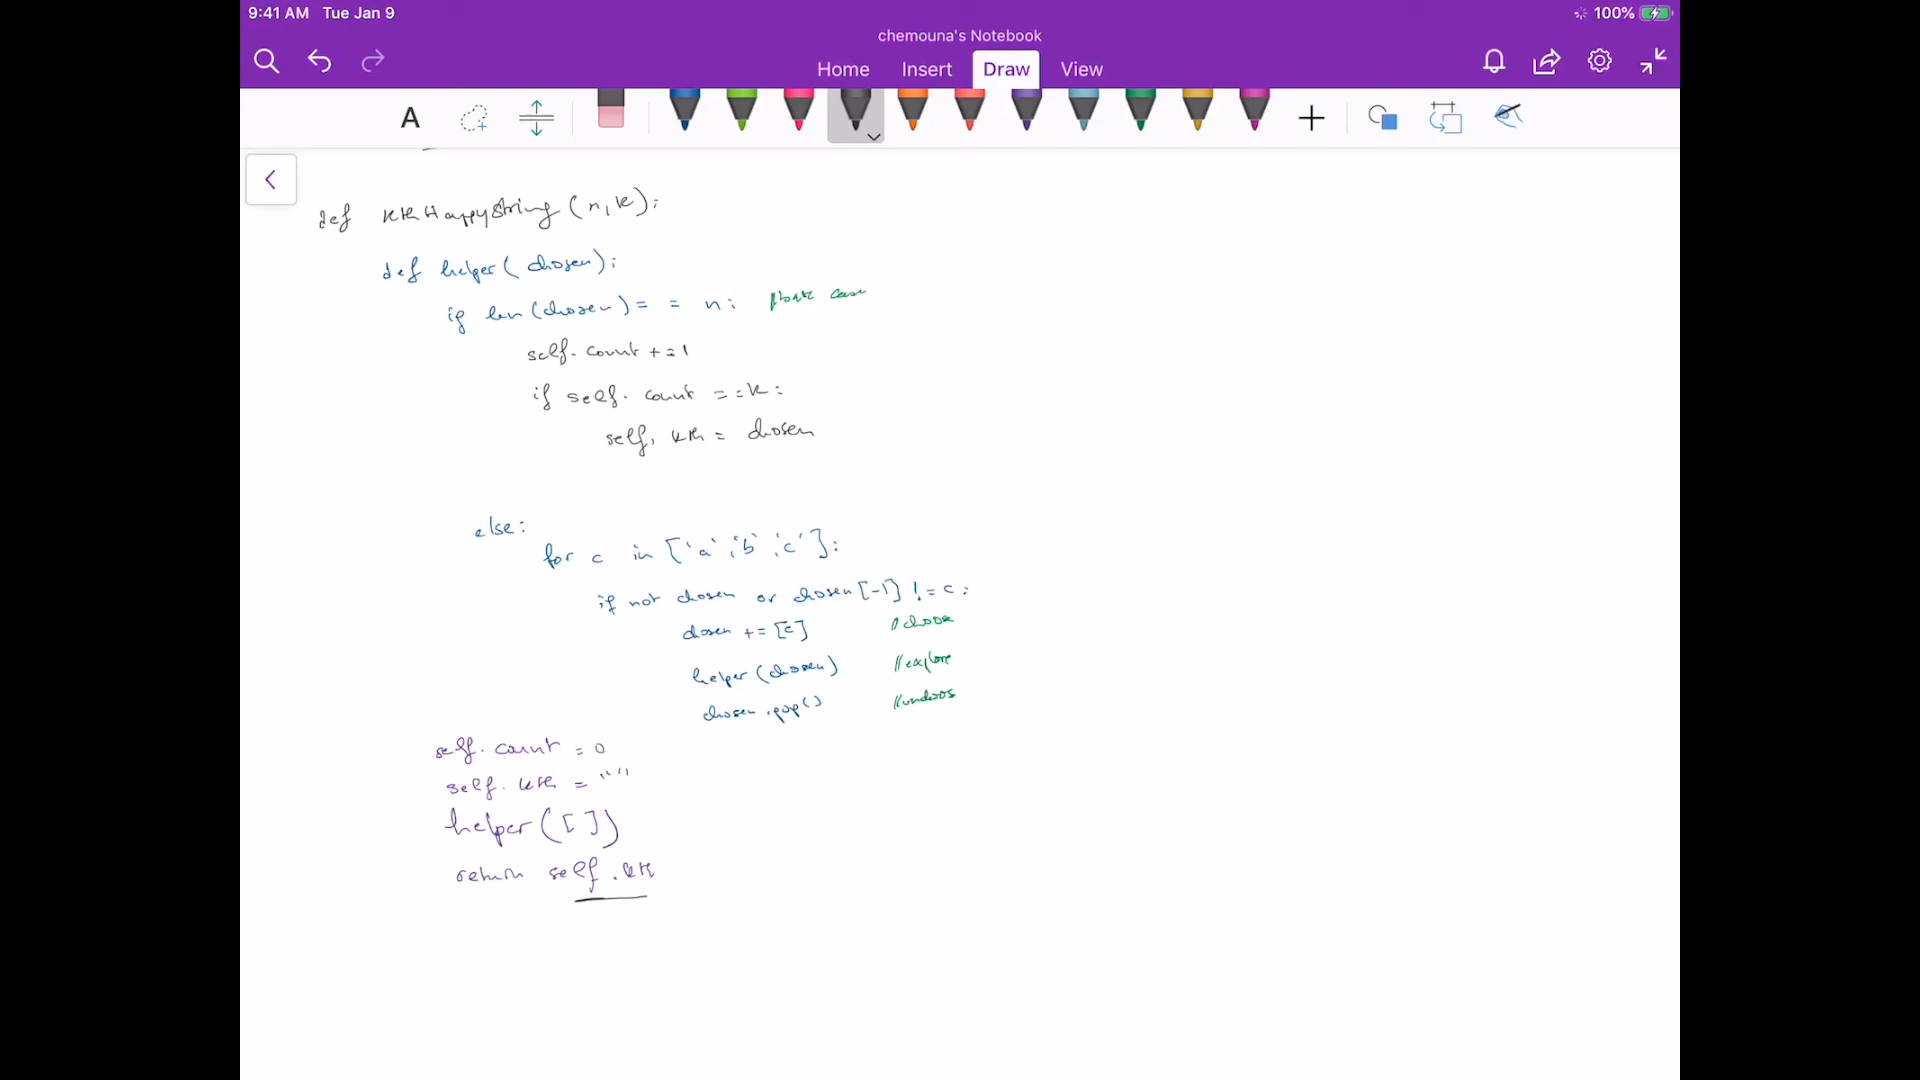 9:41 AM Tue Jan 9
100%
chemouna's Notebook
Home Insert Draw View
A
def kthHappyString (n,k):
def helper( chosen):
if len(chosen) = = n: //base case
self. count +=1
if self. count ==k:
self. kth = chosen
else:
for c in ['a','b','c']:
if not chosen or chosen[-1] != c:
chosen += [c] //choose
helper(chosen) //explore
chosen.pop()
self. count = 0
self. kth = ""
helper([])
return self.kth